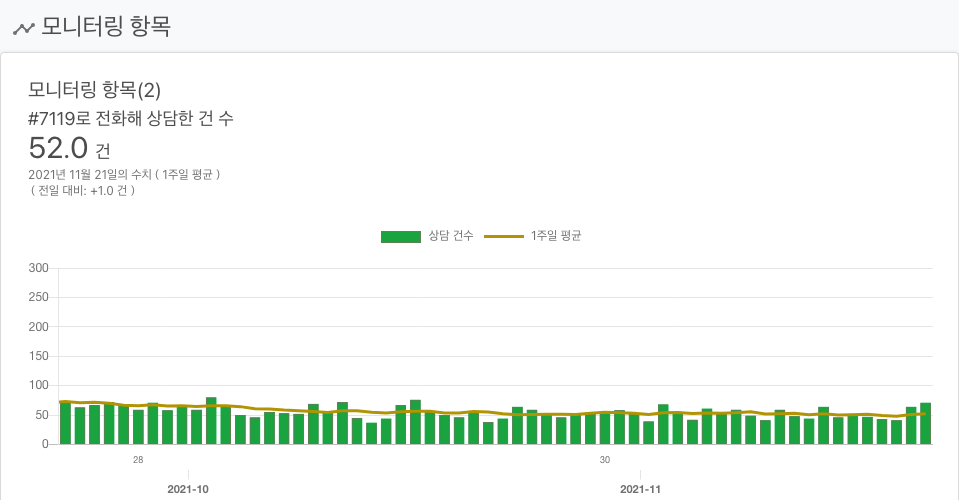 모니터링 항목
모니터링 항목(2)
#7119로 전화해 상담한 건 수
52.0 건
2021년 11월 21일의 수치 ( 1주일 평균 )
( 전일 대비: +1.0 건 )
상담 건수 1주일 평균
300
250
200
150
100
50
0
28 30
2021-10 2021-11